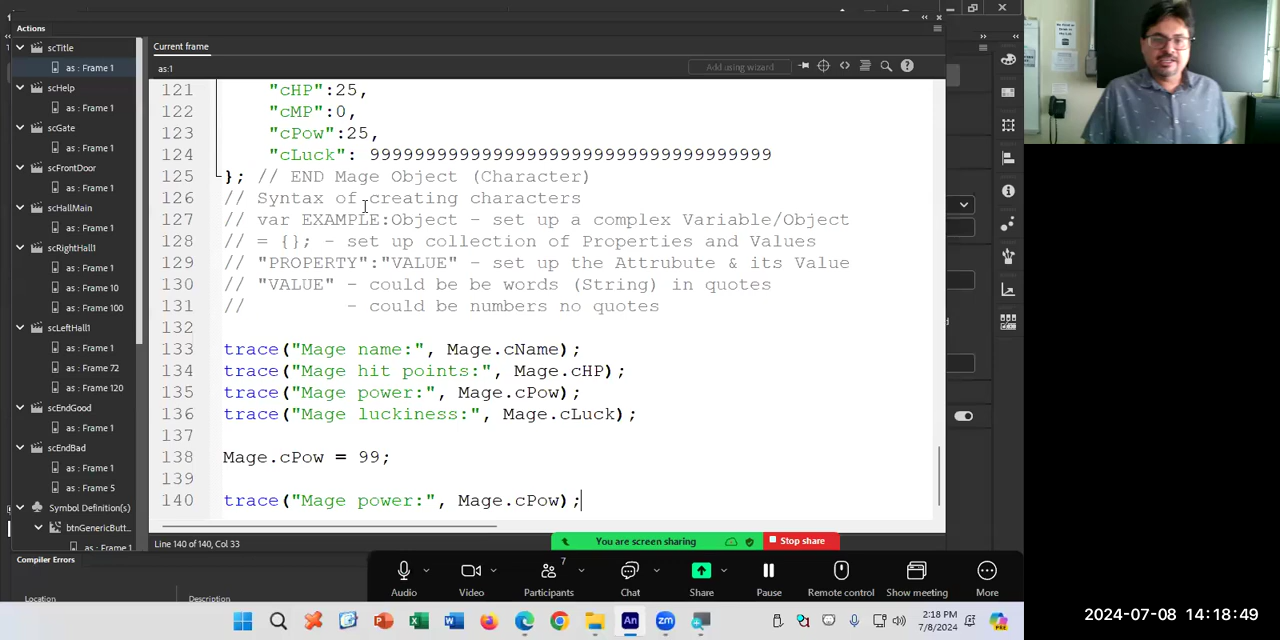 Actions
scTitle
as : Frame 1
scHelp
as : Frame 1
scGate
as : Frame 1
scFrontDoor
as : Frame 1
scHallMain
as : Frame 1
scRightHall1
as : Frame 1
as : Frame 10
as : Frame 100
scLeftHall1
as : Frame 1
as : Frame 72
as : Frame 120
scEndGood
as : Frame 1
scEndBad
as : Frame 1
as : Frame 5
Symbol Definition(s)
btnGenericButt...
as : Frame 1
Compiler Errors
Location
Description
Current frame
as:1
Add using wizard
121 "cHP":25,
122 "cMP":0,
123 "cPow":25,
124 "cLuck": 999999999999999999999999999999999999
125 }; // END Mage Object (Character)
126 // Syntax of creating characters
127 // var EXAMPLE:Object - set up a complex Variable/Object
128 // = {}; - set up collection of Properties and Values
129 // "PROPERTY":"VALUE" - set up the Attrubute & its Value
130 // "VALUE" - could be be words (String) in quotes
131 // - could be numbers no quotes
132
133 trace("Mage name:", Mage.cName);
134 trace("Mage hit points:", Mage.cHP);
135 trace("Mage power:", Mage.cPow);
136 trace("Mage luckiness:", Mage.cLuck);
137
138 Mage.cPow = 99;
139
140 trace("Mage power:", Mage.cPow);
Line 140 of 140, Col 33
You are screen sharing
Stop share
Audio
Video
7
Participants
Chat
Share
Pause
Remote control
Show meeting
More
2:18 PM
7/8/2024
2024-07-08 14:18:49